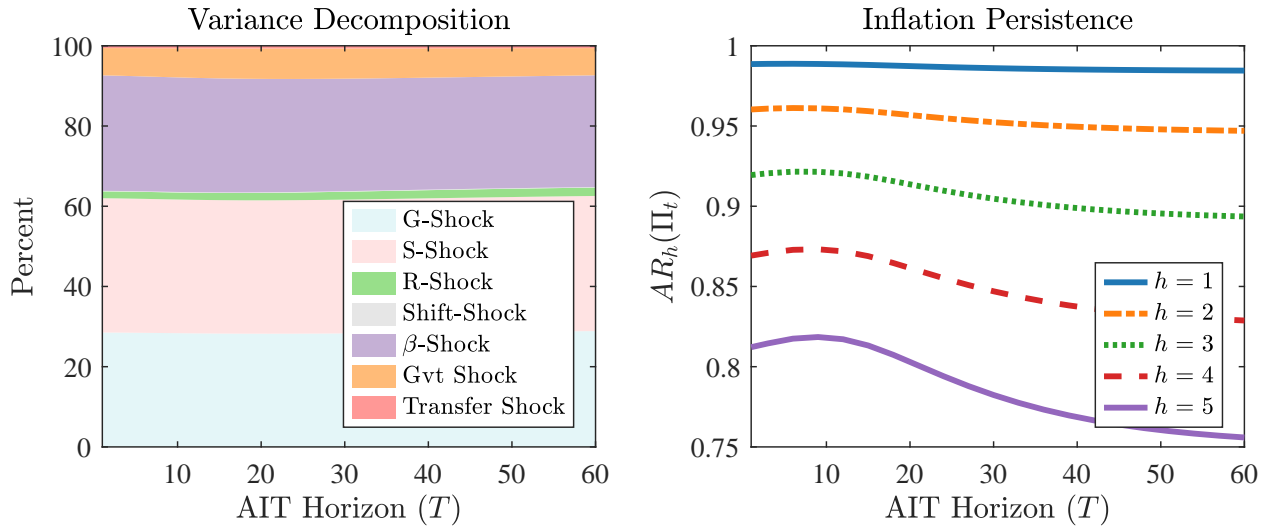 Variance Decomposition
Percent
100
80
60
40
20
0
10 20 30 40 50 60
AIT Horizon (T)
G-Shock
S-Shock
R-Shock
Shift-Shock
β-Shock
Gvt Shock
Transfer Shock
Inflation Persistence
AR_h(Π_t)
1
0.95
0.9
0.85
0.8
0.75
10 20 30 40 50 60
AIT Horizon (T)
h = 1
h = 2
h = 3
h = 4
h = 5